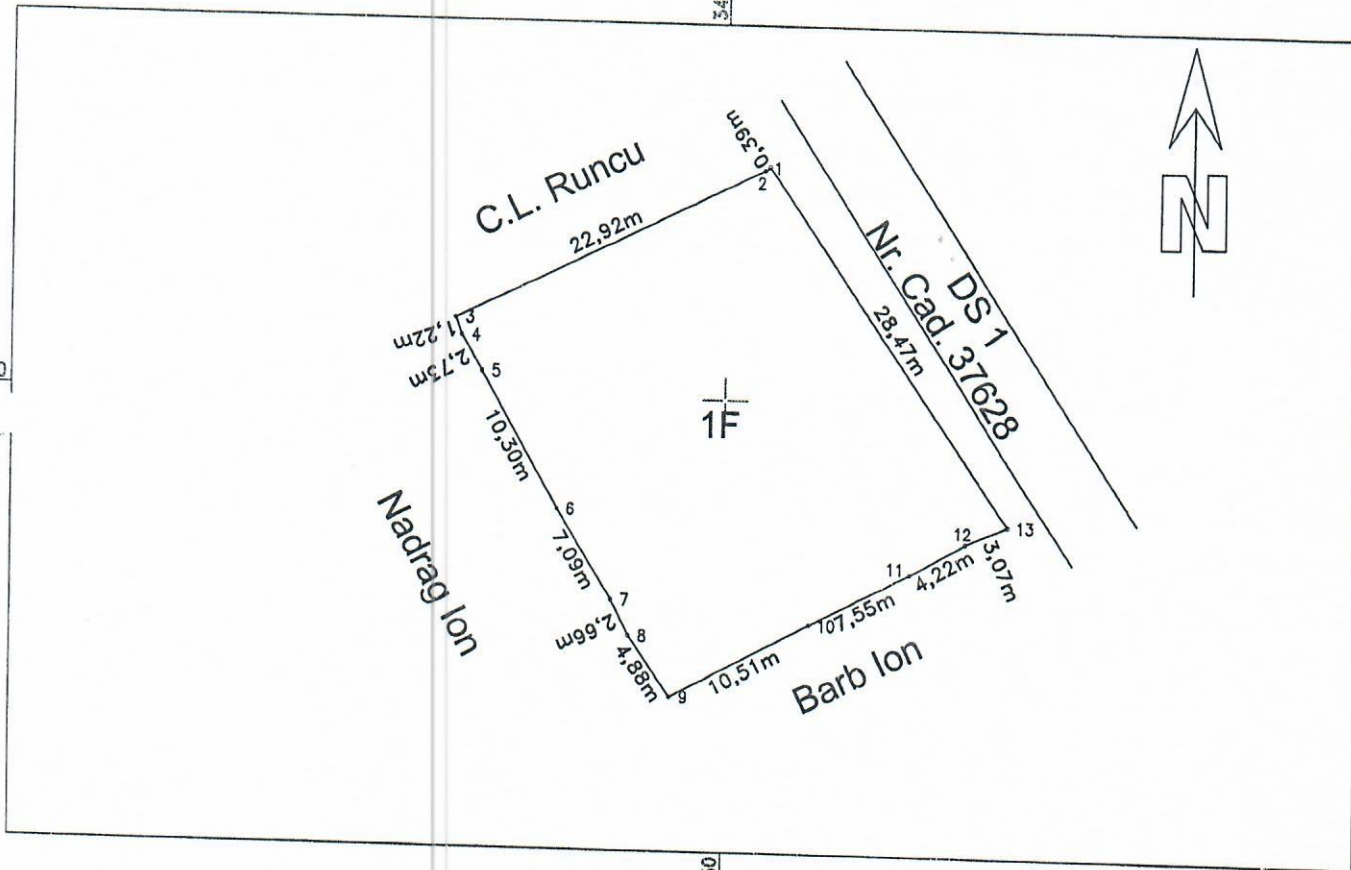 34
N
C.L. Runcu
0,39m
1
2
22,92m
3
1,22m
4
2,73m
5
10,30m
6
7,09m
7
2,66m
8
4,88m
9
10,51m
10
7,55m
11
4,22m
12
3,07m
13
28,47m
Nr. Cad. 37628
DS 1
1F
Nadrag Ion
Barb Ion
0